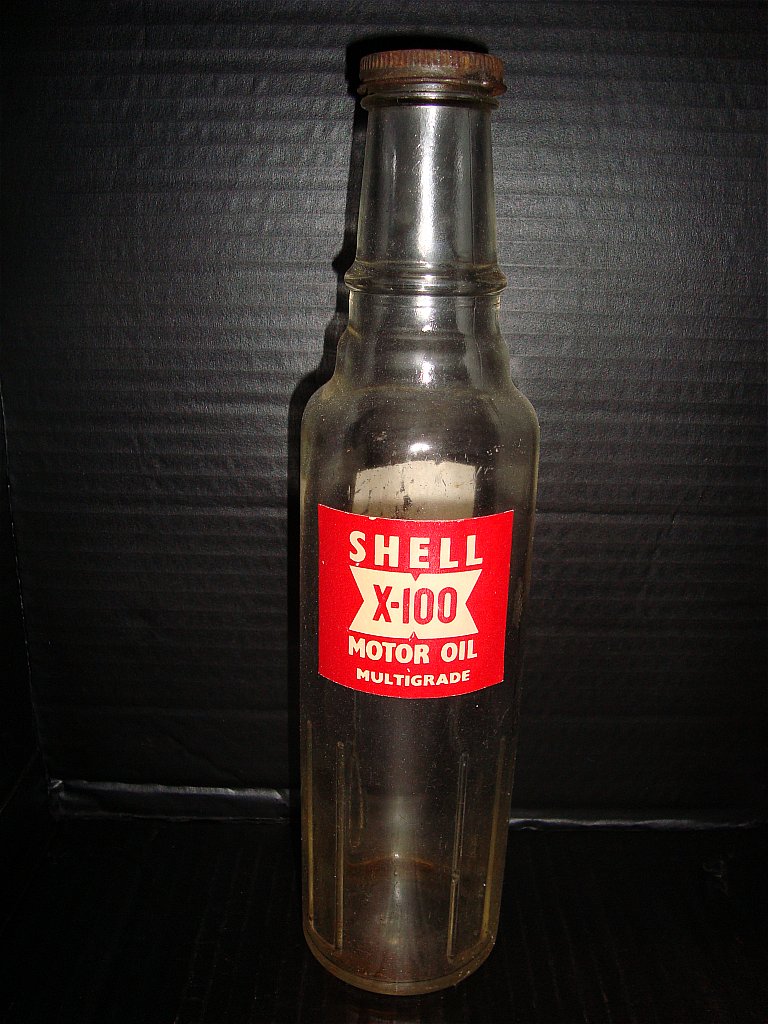 SHELL
X-100
MOTOR OIL
MULTIGRADE